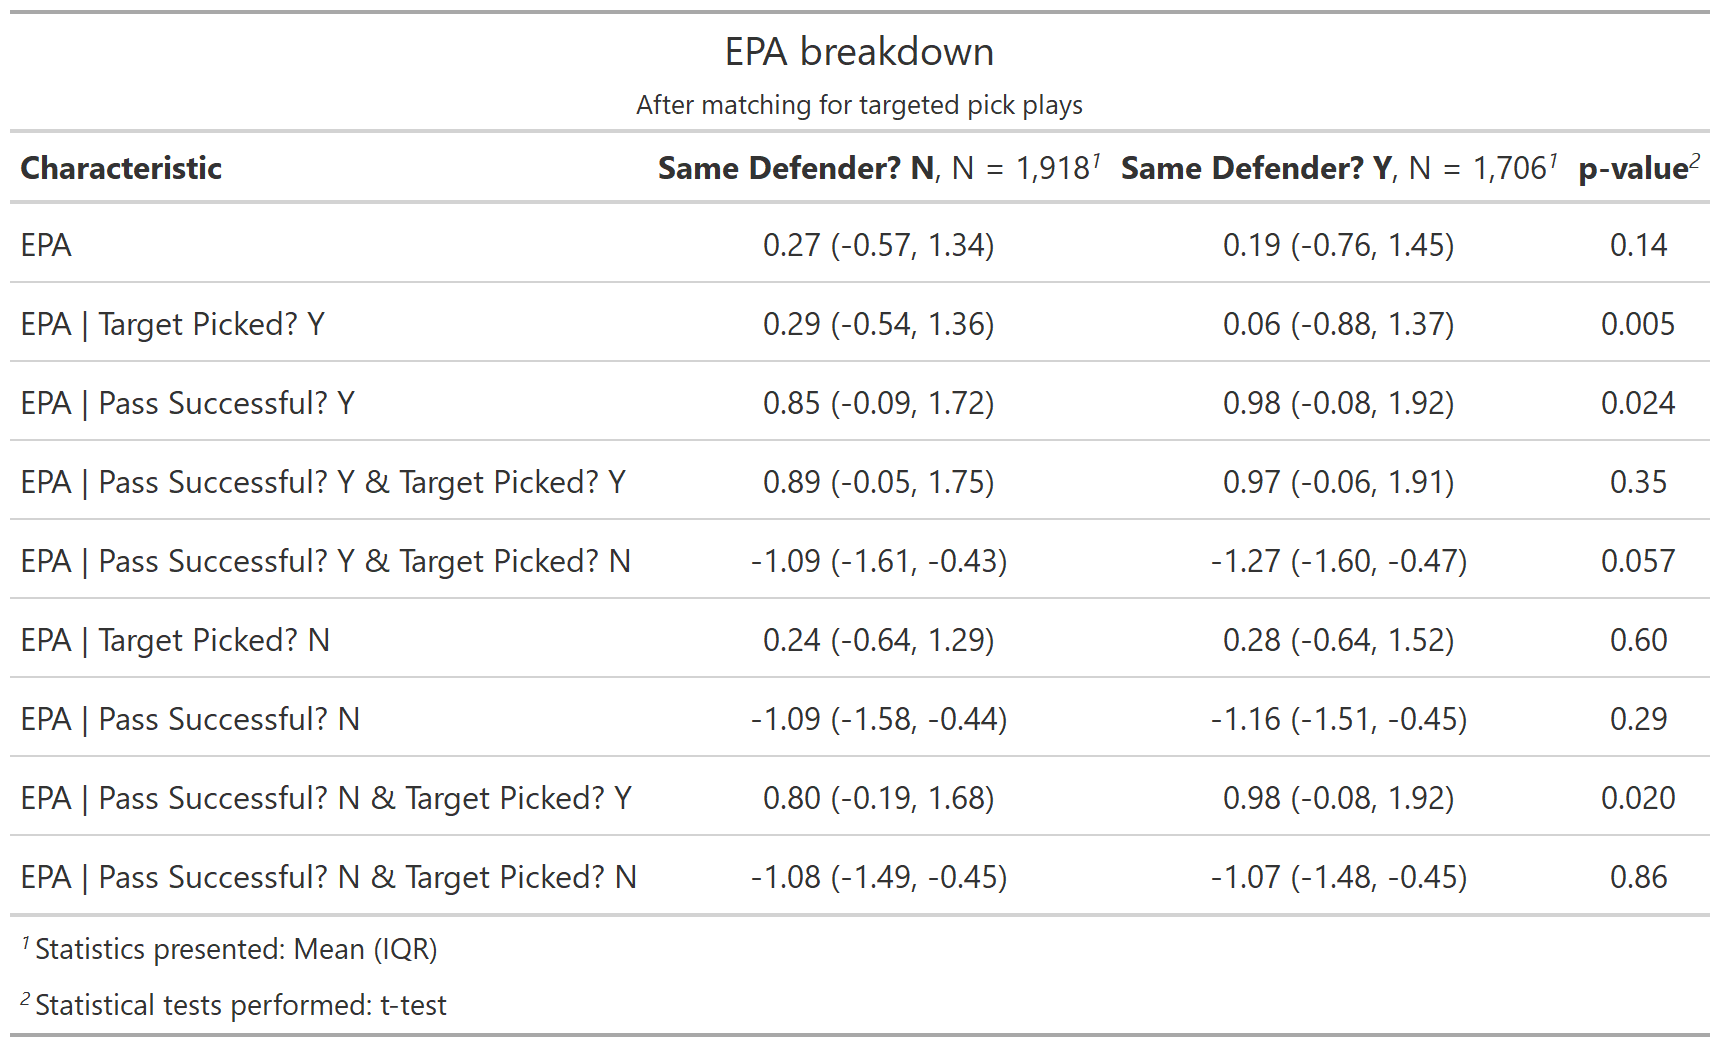 EPA breakdown
After matching for targeted pick plays
Characteristic Same Defender? N, N = 1,918¹ Same Defender? Y, N = 1,706¹ p-value²
EPA 0.27 (-0.57, 1.34) 0.19 (-0.76, 1.45) 0.14
EPA | Target Picked? Y 0.29 (-0.54, 1.36) 0.06 (-0.88, 1.37) 0.005
EPA | Pass Successful? Y 0.85 (-0.09, 1.72) 0.98 (-0.08, 1.92) 0.024
EPA | Pass Successful? Y & Target Picked? Y 0.89 (-0.05, 1.75) 0.97 (-0.06, 1.91) 0.35
EPA | Pass Successful? Y & Target Picked? N -1.09 (-1.61, -0.43) -1.27 (-1.60, -0.47) 0.057
EPA | Target Picked? N 0.24 (-0.64, 1.29) 0.28 (-0.64, 1.52) 0.60
EPA | Pass Successful? N -1.09 (-1.58, -0.44) -1.16 (-1.51, -0.45) 0.29
EPA | Pass Successful? N & Target Picked? Y 0.80 (-0.19, 1.68) 0.98 (-0.08, 1.92) 0.020
EPA | Pass Successful? N & Target Picked? N -1.08 (-1.49, -0.45) -1.07 (-1.48, -0.45) 0.86
¹ Statistics presented: Mean (IQR)
² Statistical tests performed: t-test